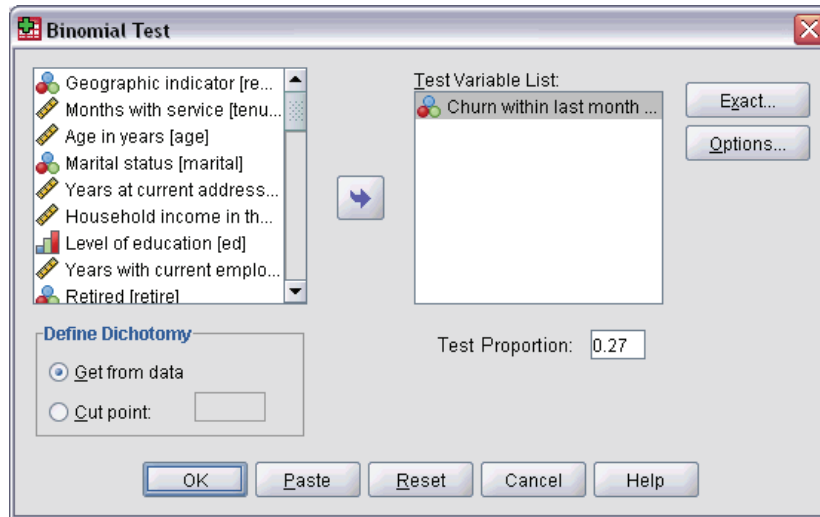 Binomial Test
Geographic indicator [re...
Months with service [tenu...
Age in years [age]
Marital status [marital]
Years at current address...
Household income in th...
Level of education [ed]
Years with current emplo...
Retired [retire]
Test Variable List:
Churn within last month ...
Exact...
Options...
Define Dichotomy
Get from data
Cut point:
Test Proportion: 0.27
OK
Paste
Reset
Cancel
Help